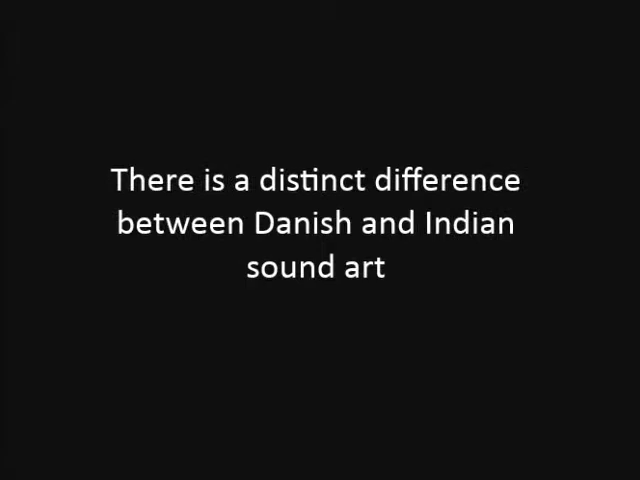 There is a distinct difference
between Danish and Indian
sound art